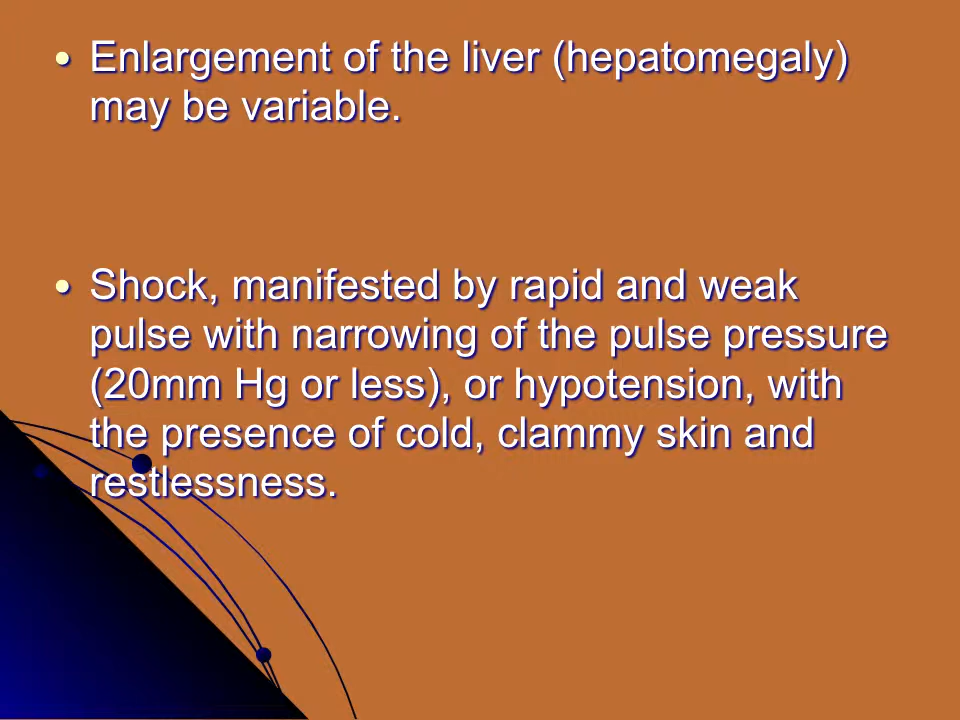 • Enlargement of the liver (hepatomegaly)
may be variable.
• Shock, manifested by rapid and weak
pulse with narrowing of the pulse pressure
(20mm Hg or less), or hypotension, with
the presence of cold, clammy skin and
restlessness.